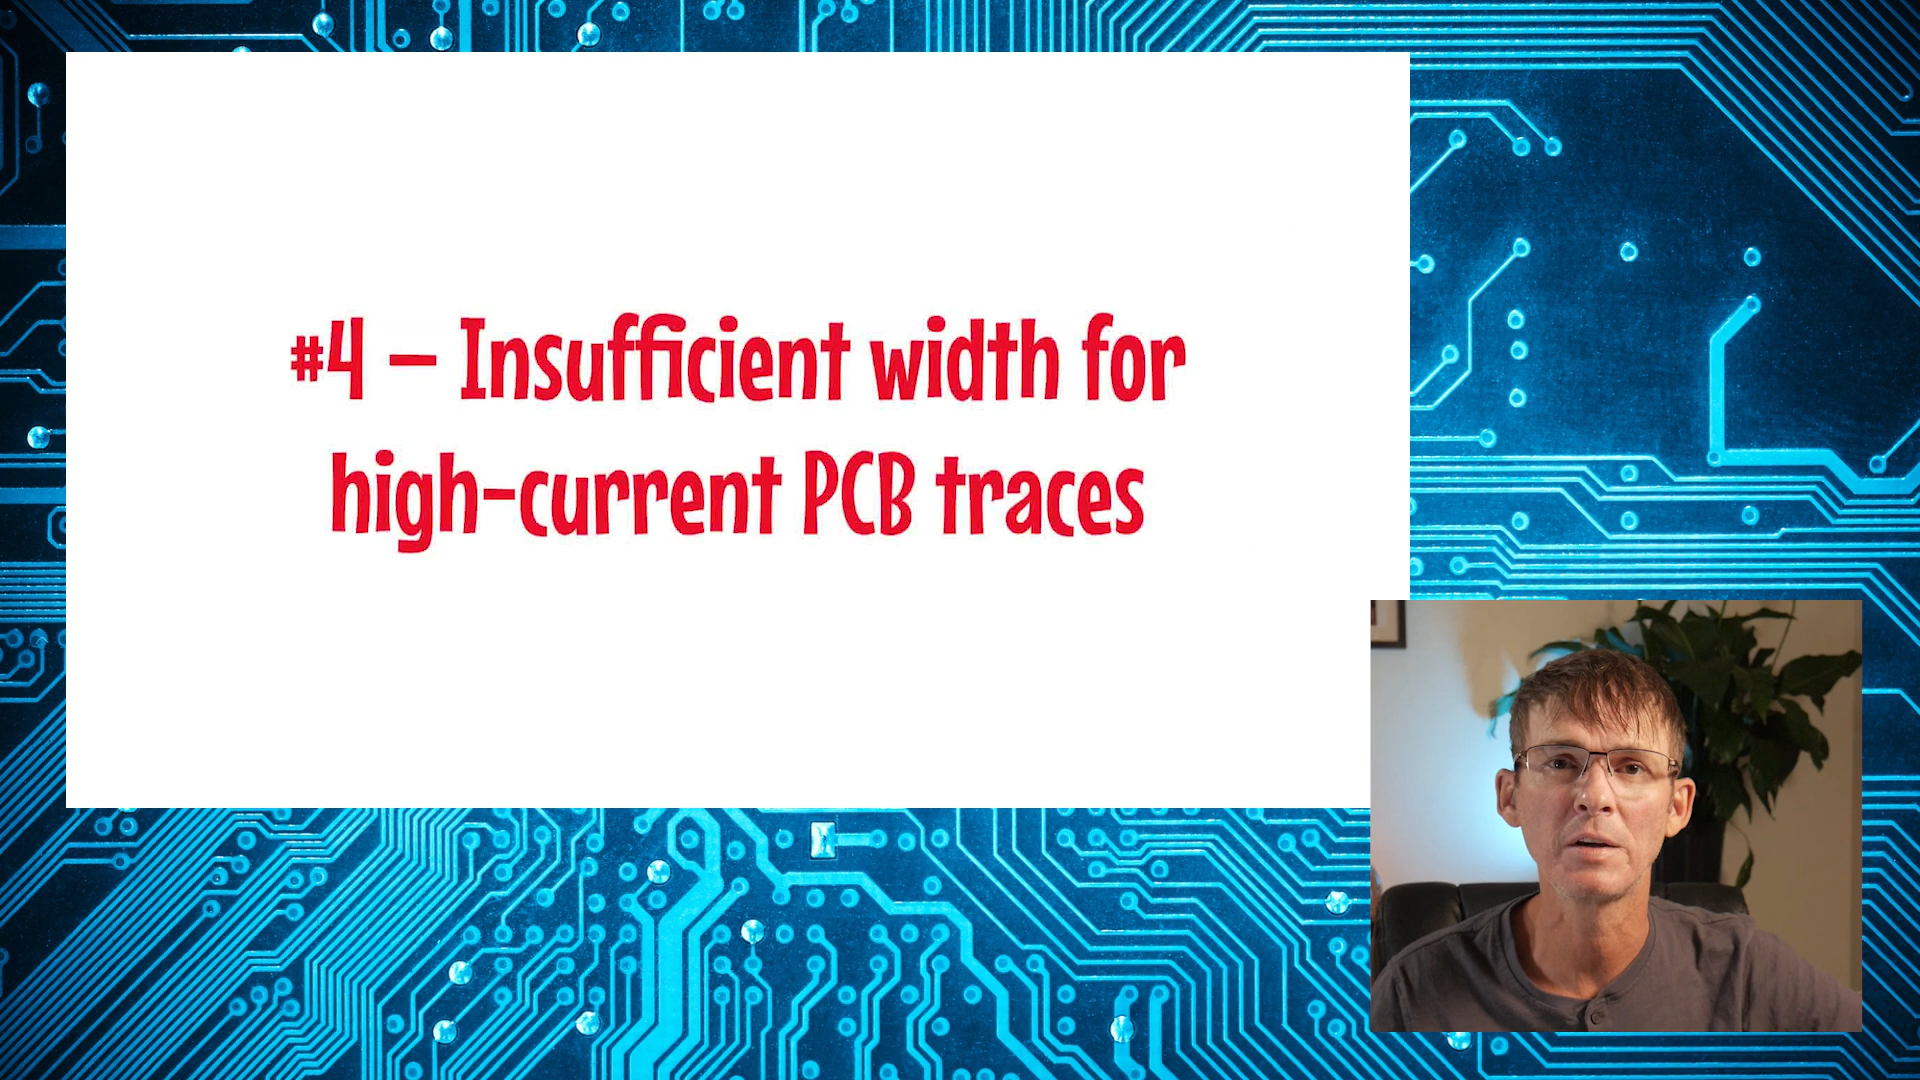 #4 – Insufficient width for
high-current PCB traces